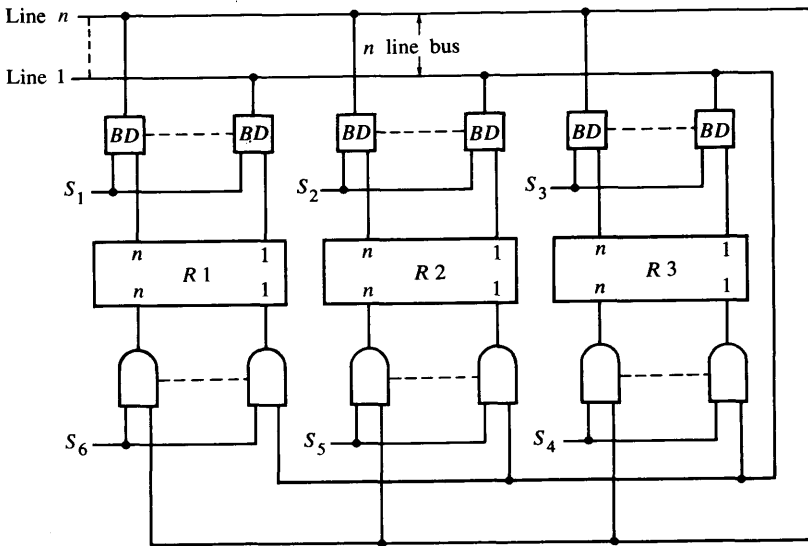 Line n
n line bus
Line 1
BD BD BD BD BD BD
S1 S2 S3
n 1 n 1 n 1
R 1 R 2 R 3
n 1 n 1 n 1
S6 S5 S4